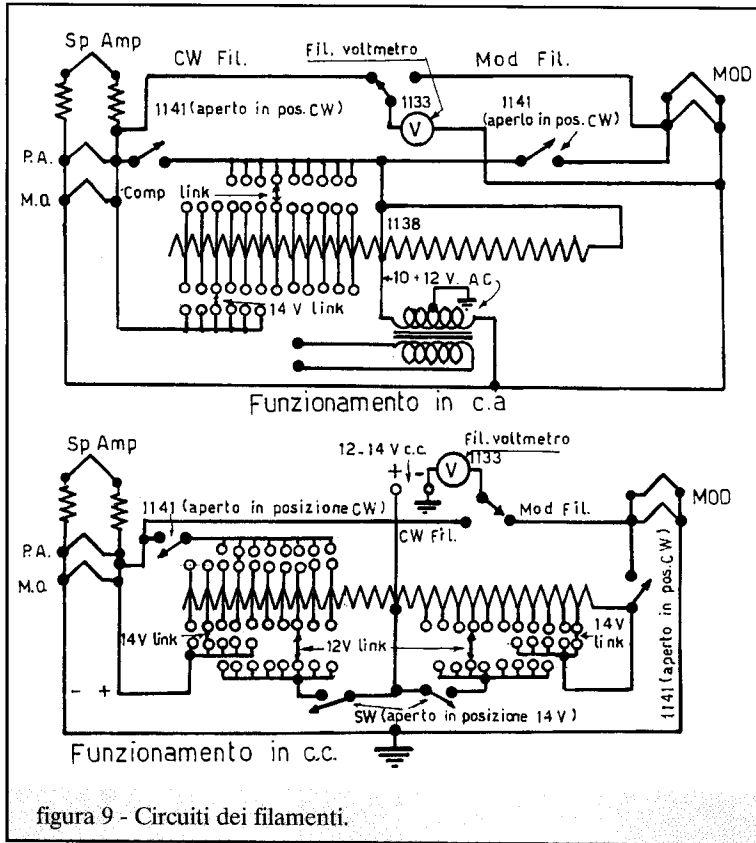 Sp Amp
CW Fil.
Fil. voltmetro
Mod Fil.
MOD
1141 (aperto in pos. CW)
1133
V
1141
(aperto in pos. CW)
P.A.
M.O.
Comp
link
1138
10 ÷ 12 V. A C
14 V link
Funzionamento in c.a
Sp Amp
12-14 V c.c.
+ -
Fil. voltmetro
1133
V
1141 (aperto in posizione CW)
CW Fil.
Mod Fil.
MOD
P.A.
M.O.
14V link
12V link
14V
link
1141 (aperto in pos. CW)
- +
SW (aperto in posizione 14 V)
Funzionamento in c.c.
figura 9 - Circuiti dei filamenti.